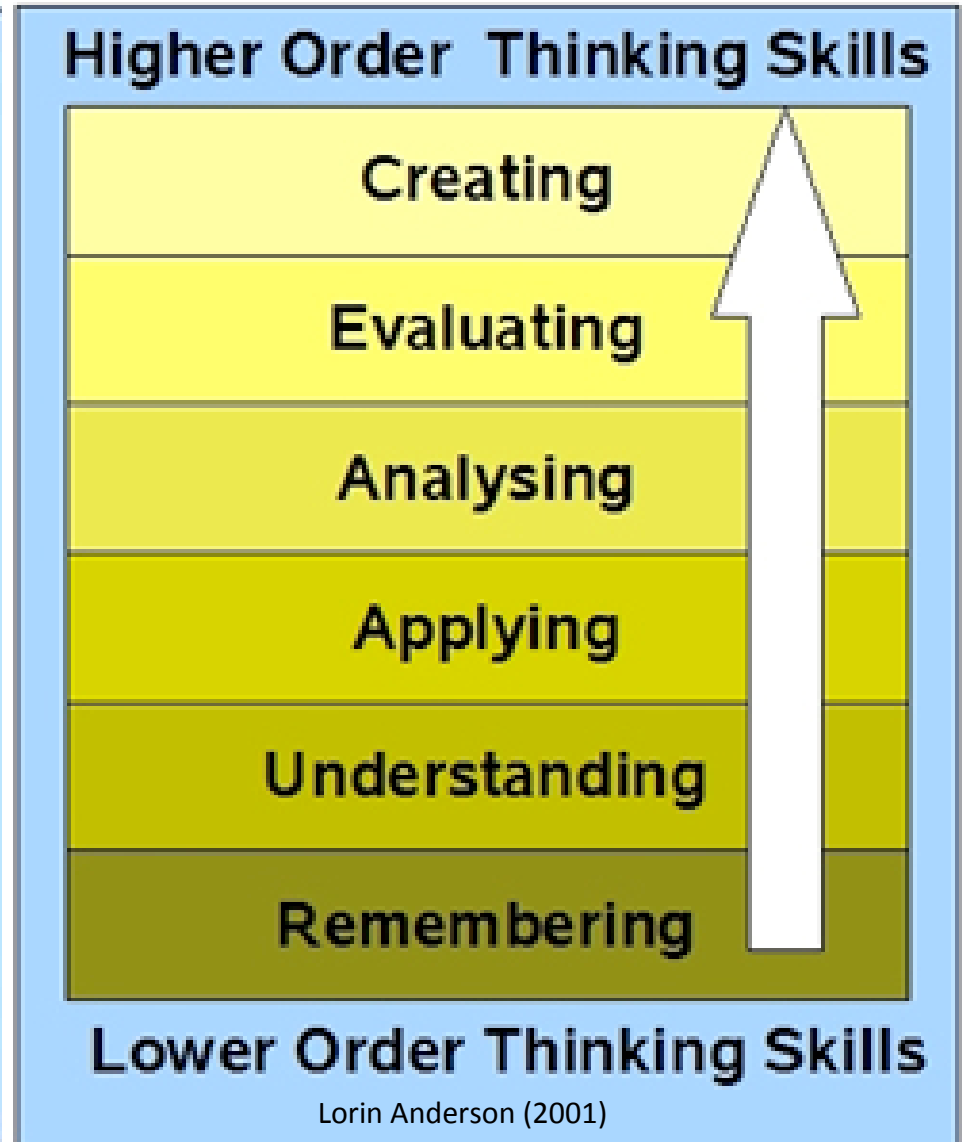 Higher Order Thinking Skills
Creating
Evaluating
Analysing
Applying
Understanding
Remembering
Lower Order Thinking Skills
Lorin Anderson (2001)